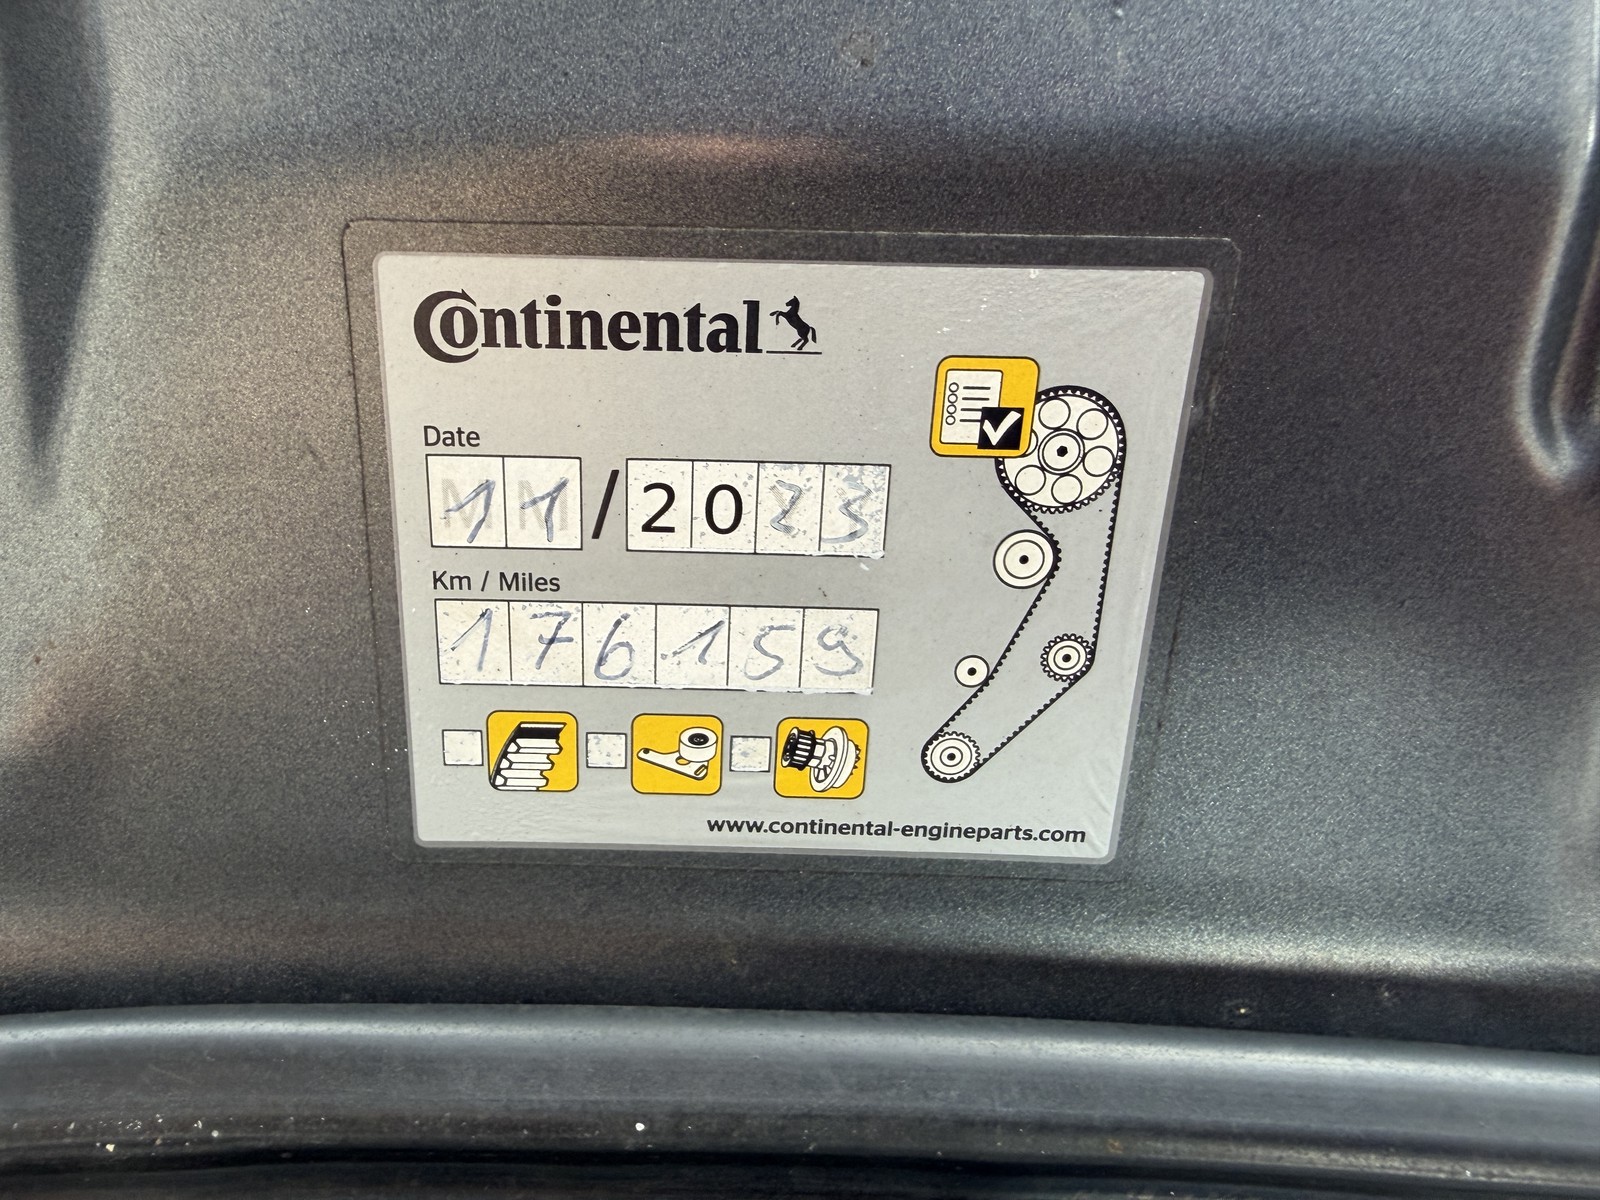 Continental
Date
11/2023
Km / Miles
176159
www.continental-engineparts.com